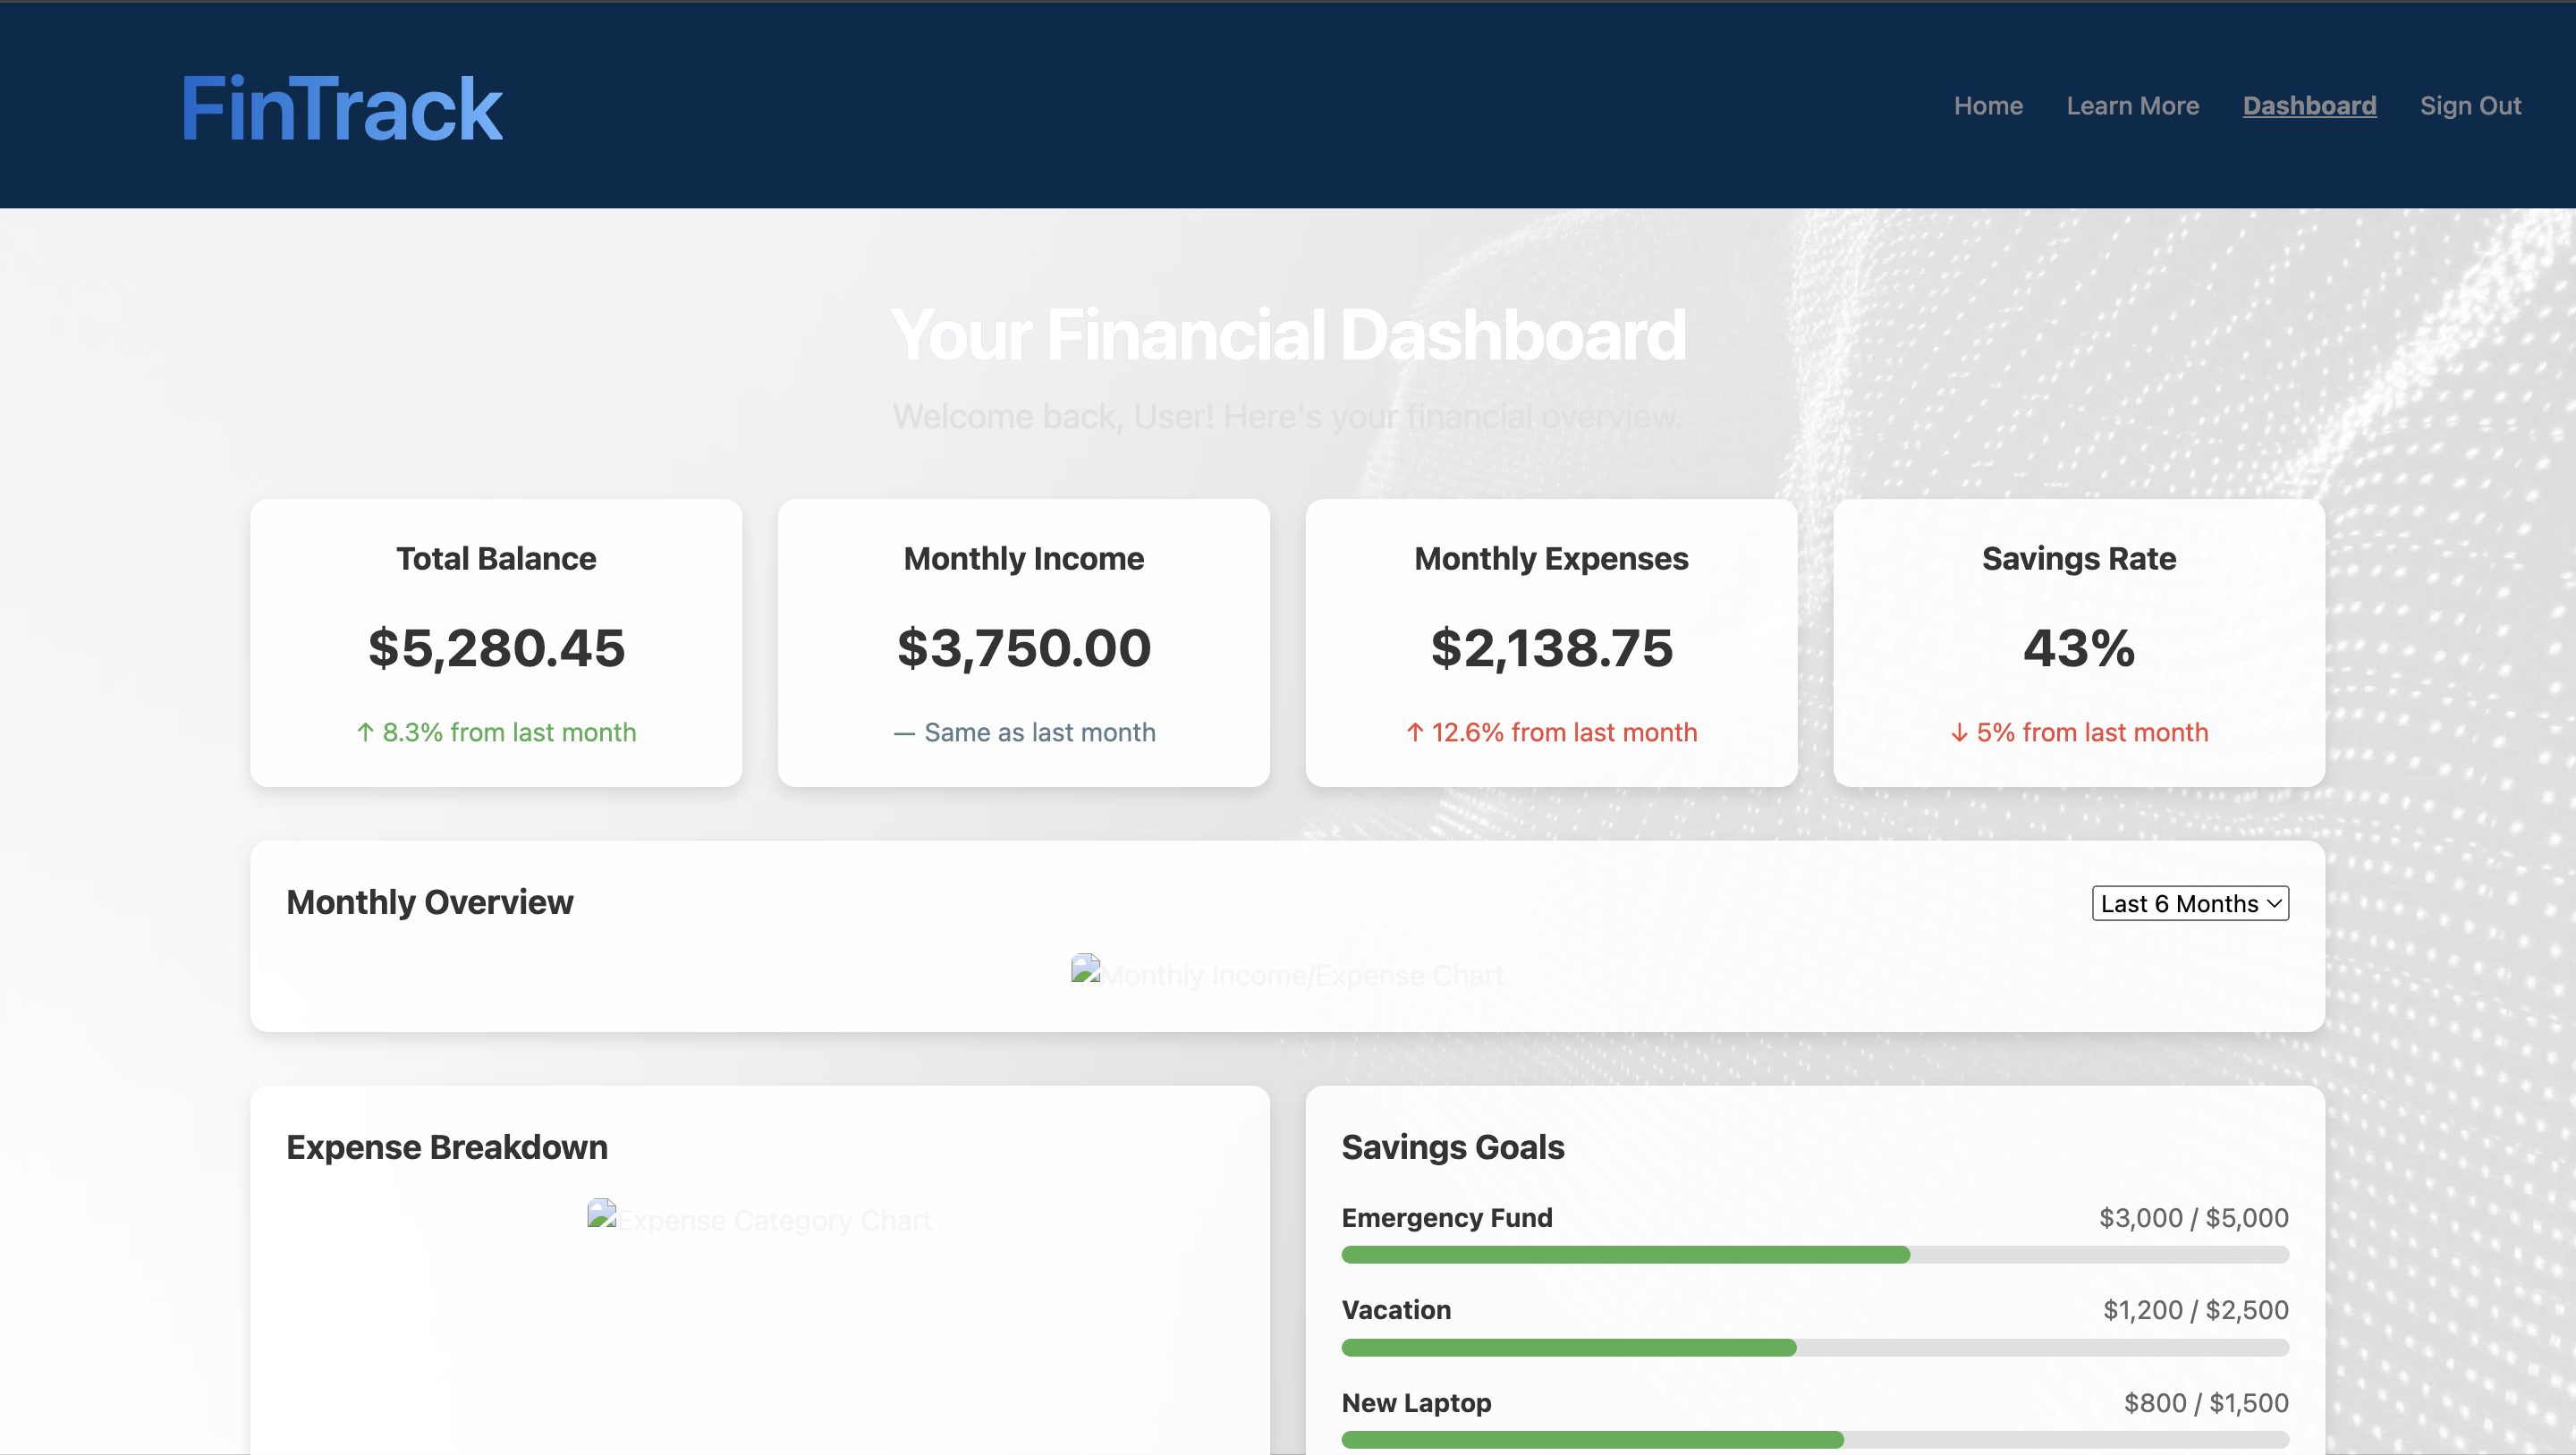 FinTrack
Home Learn More Dashboard Sign Out
Your Financial Dashboard
Welcome back, User! Here's your financial overview.
Total Balance
$5,280.45
↑ 8.3% from last month
Monthly Income
$3,750.00
— Same as last month
Monthly Expenses
$2,138.75
↑ 12.6% from last month
Savings Rate
43%
↓ 5% from last month
Monthly Overview
Last 6 Months
Monthly Income/Expense Chart
Expense Breakdown
Expense Category Chart
Savings Goals
Emergency Fund $3,000 / $5,000
Vacation $1,200 / $2,500
New Laptop $800 / $1,500